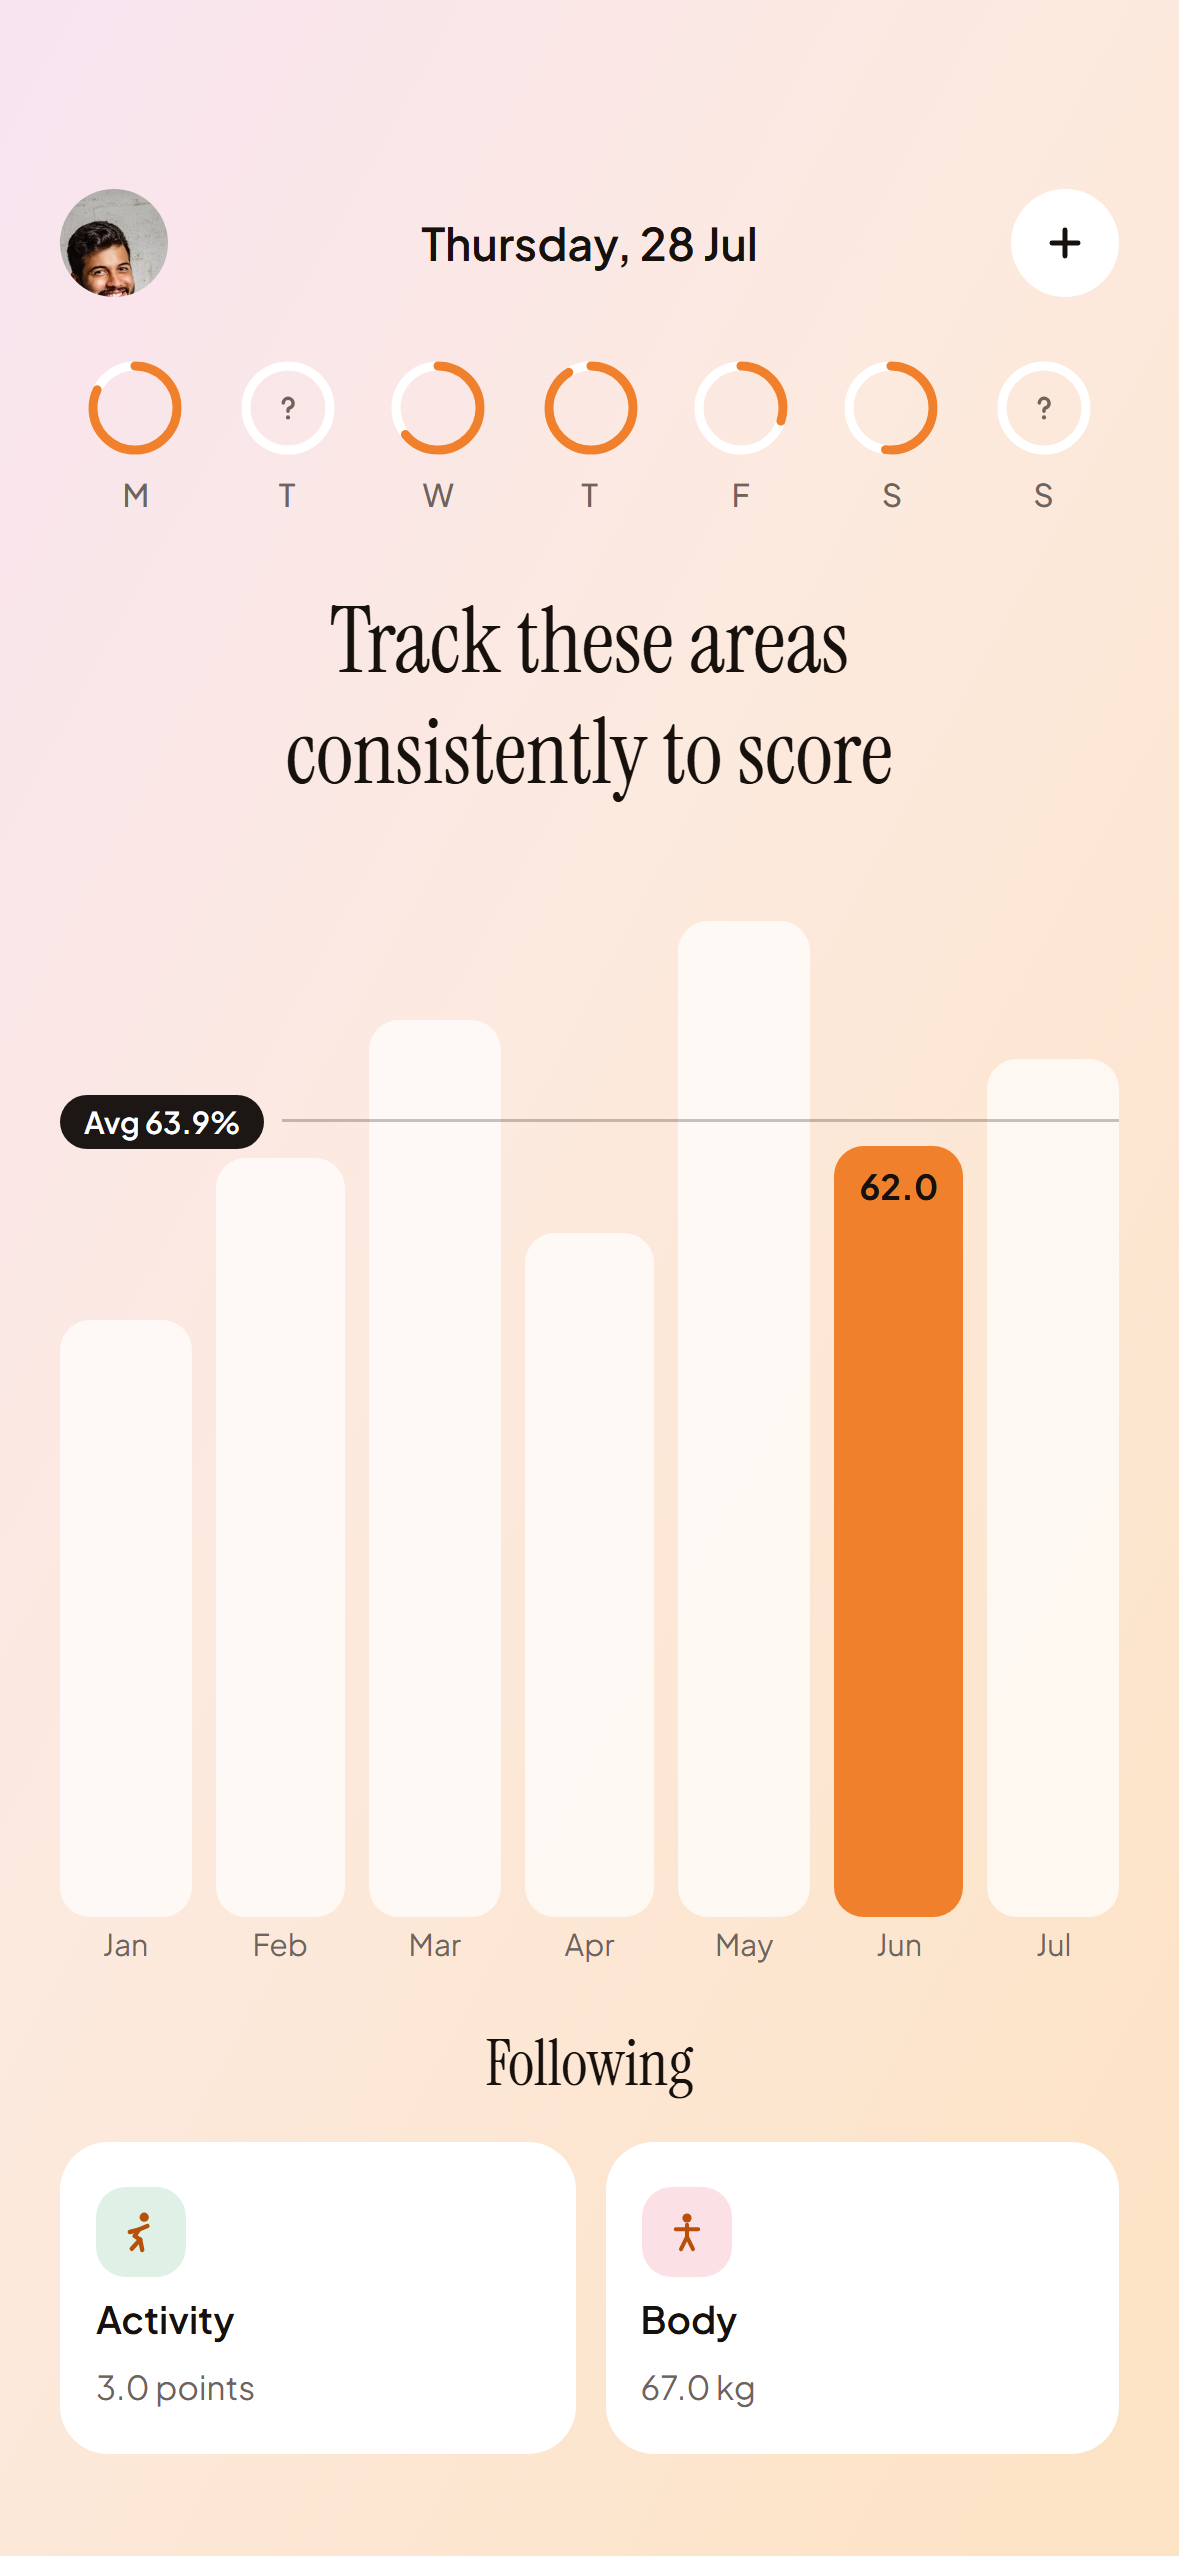 Thursday, 28 Jul
+
? ?
M T W T F S S
Track these areas
consistently to score
Avg 63.9%
62.0
Jan Feb Mar Apr May Jun Jul
Following
Activity Body
3.0 points 67.0 kg